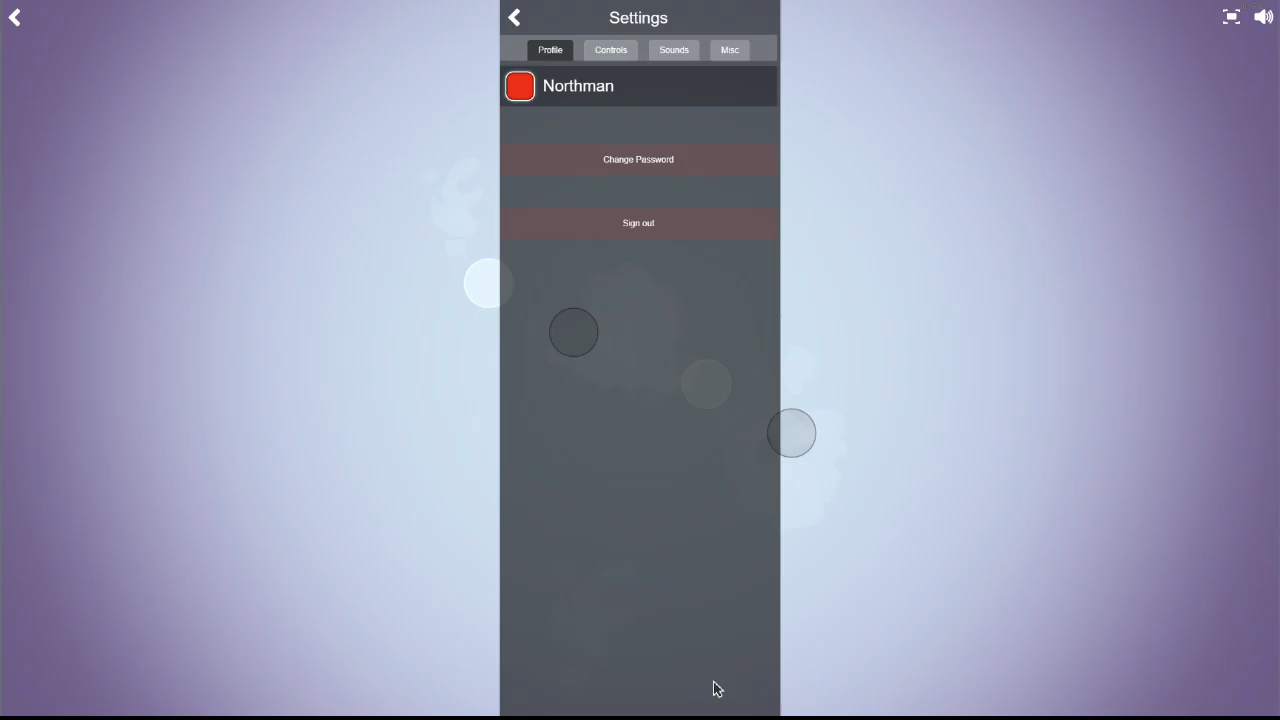 Settings
Profile Controls Sounds Misc
Northman
Change Password
Sign out